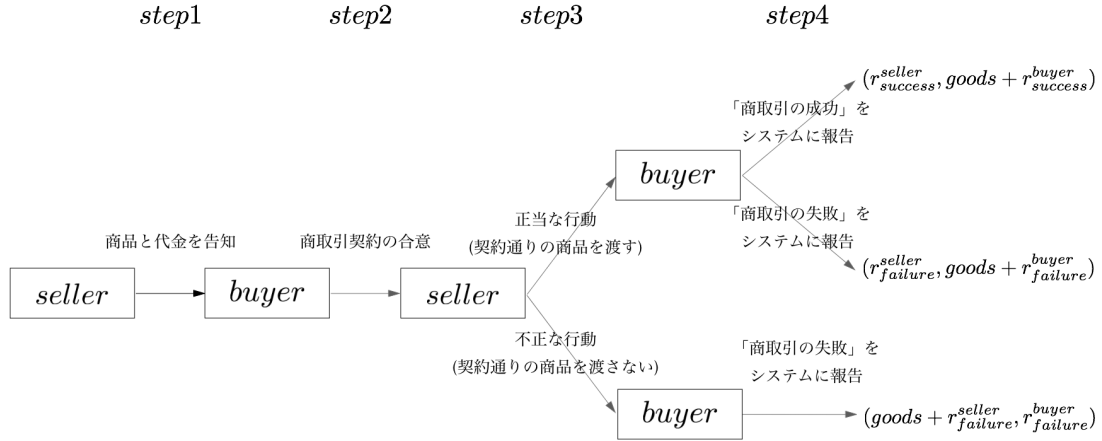 step1
step2
step3
step4
商品と代金を告知
商取引契約の合意
正当な行動
(契約通りの商品を渡す)
不正な行動
(契約通りの商品を渡さない)
「商取引の成功」を
システムに報告
「商取引の失敗」を
システムに報告
「商取引の失敗」を
システムに報告
seller
buyer
seller
buyer
buyer
(r^{seller}_{success}, goods + r^{buyer}_{success})
(r^{seller}_{failure}, goods + r^{buyer}_{failure})
(goods + r^{seller}_{failure}, r^{buyer}_{failure})